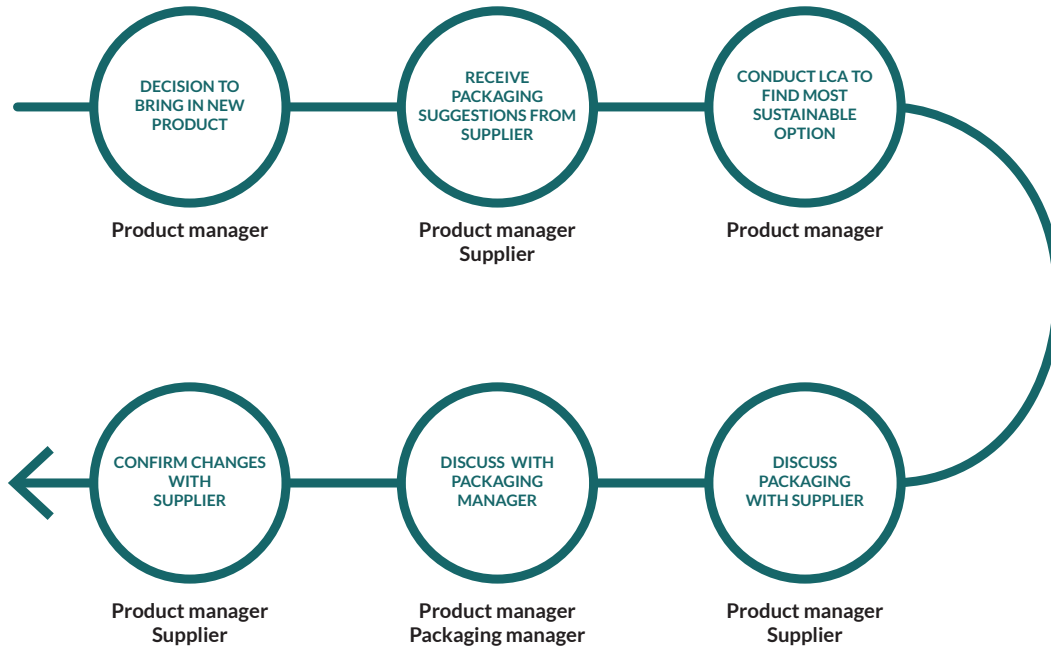 DECISION TO
BRING IN NEW
PRODUCT
Product manager
RECEIVE
PACKAGING
SUGGESTIONS FROM
SUPPLIER
Product manager
Supplier
CONDUCT LCA TO
FIND MOST
SUSTAINABLE
OPTION
Product manager
DISCUSS
PACKAGING
WITH SUPPLIER
Product manager
Supplier
DISCUSS WITH
PACKAGING
MANAGER
Product manager
Packaging manager
CONFIRM CHANGES
WITH
SUPPLIER
Product manager
Supplier